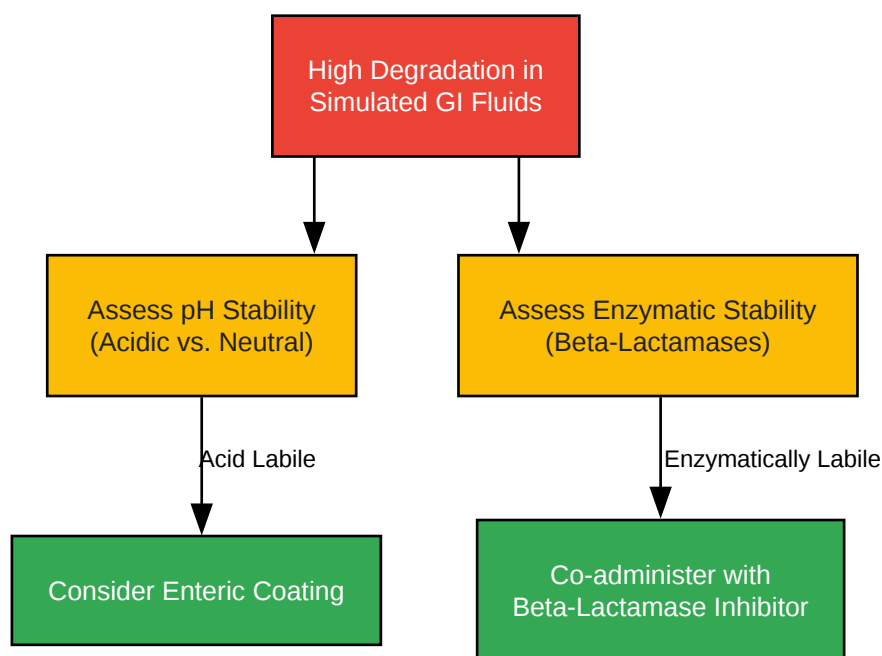 High Degradation in
Simulated GI Fluids
Assess pH Stability
(Acidic vs. Neutral)
Assess Enzymatic Stability
(Beta-Lactamases)
Acid Labile
Enzymatically Labile
Consider Enteric Coating
Co-administer with
Beta-Lactamase Inhibitor